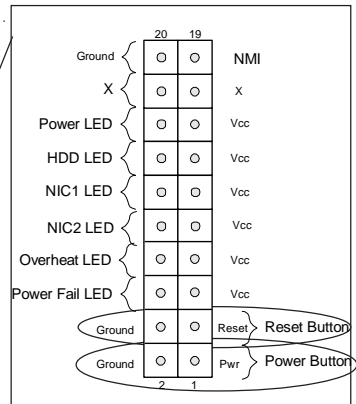 20 19
Ground NMI
X X
Power LED Vcc
HDD LED Vcc
NIC1 LED Vcc
NIC2 LED Vcc
Overheat LED Vcc
Power Fail LED Vcc
Ground Reset Reset Button
Ground Pwr Power Button
2 1